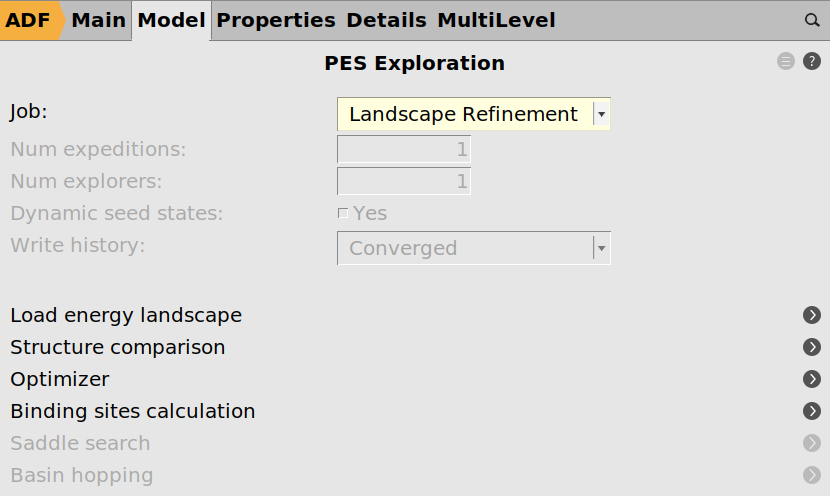 ADF Main Model Properties Details MultiLevel
PES Exploration
Job: Landscape Refinement
Num expeditions: 1
Num explorers: 1
Dynamic seed states: Yes
Write history: Converged
Load energy landscape
Structure comparison
Optimizer
Binding sites calculation
Saddle search
Basin hopping